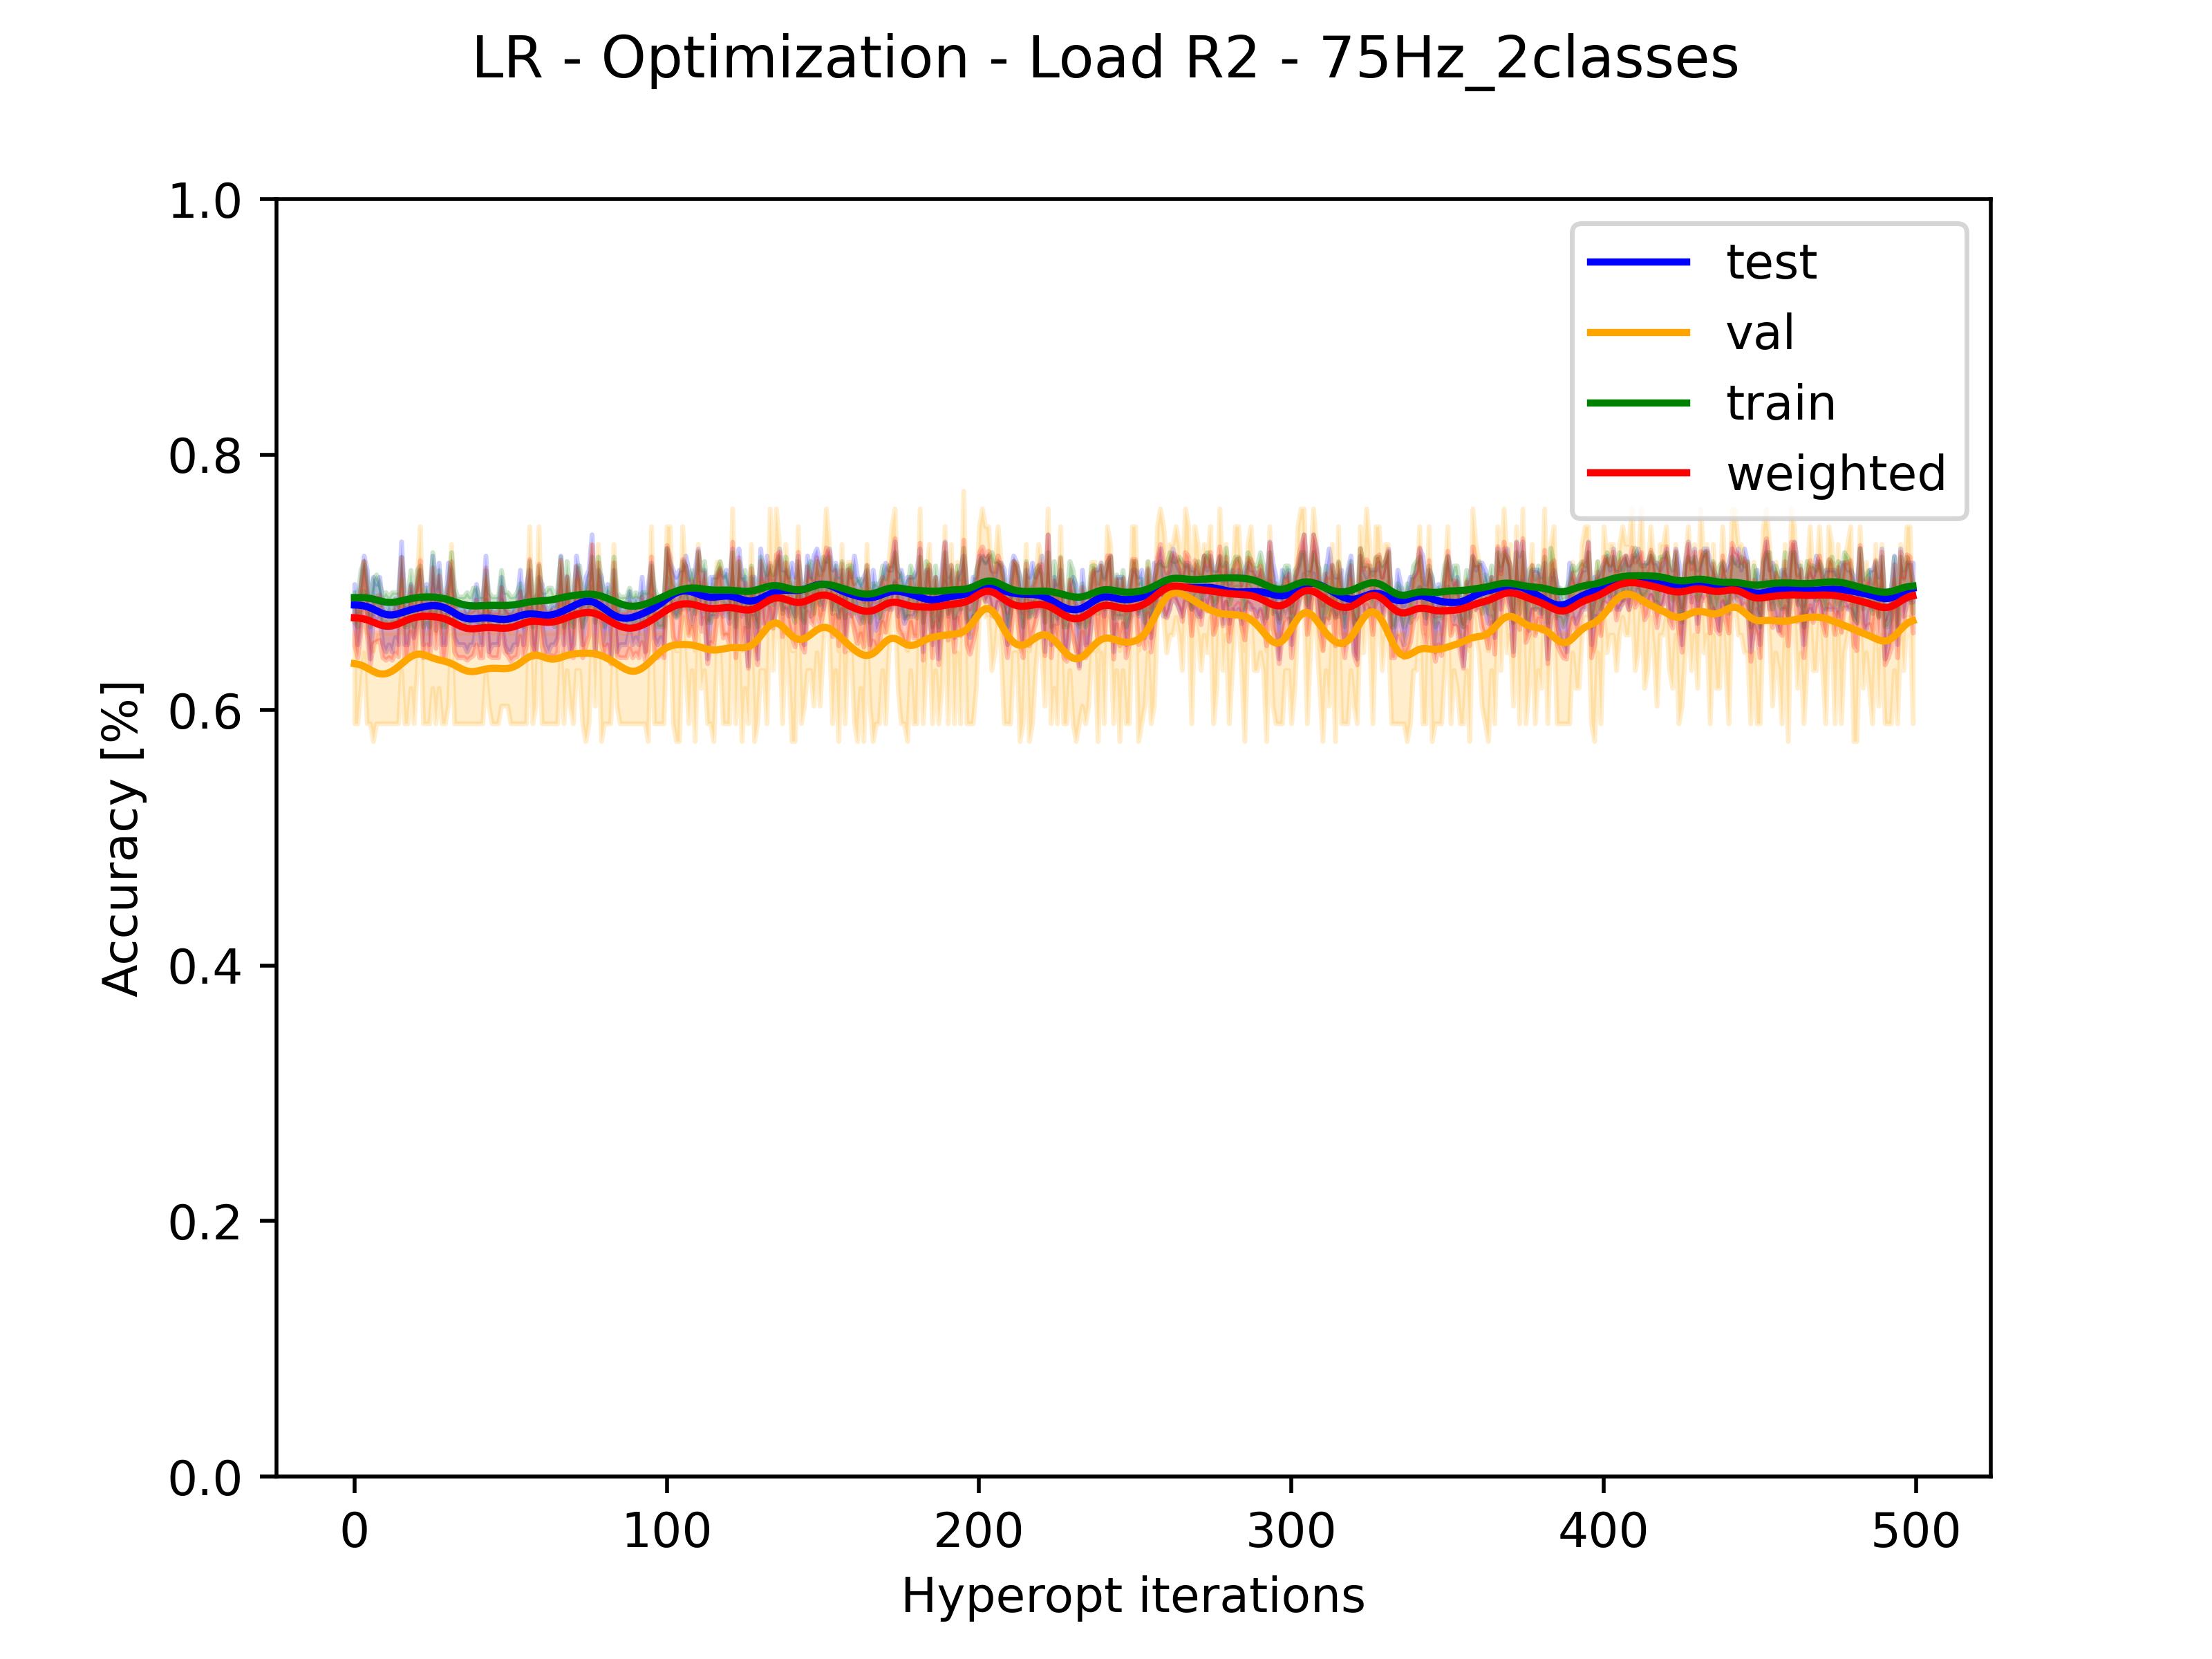 LR - Optimization - Load R2 - 75Hz_2classes
1.0
0.8
0.6
0.4
0.2
0.0
Accuracy [%]
test
val
train
weighted
0 100 200 300 400 500
Hyperopt iterations